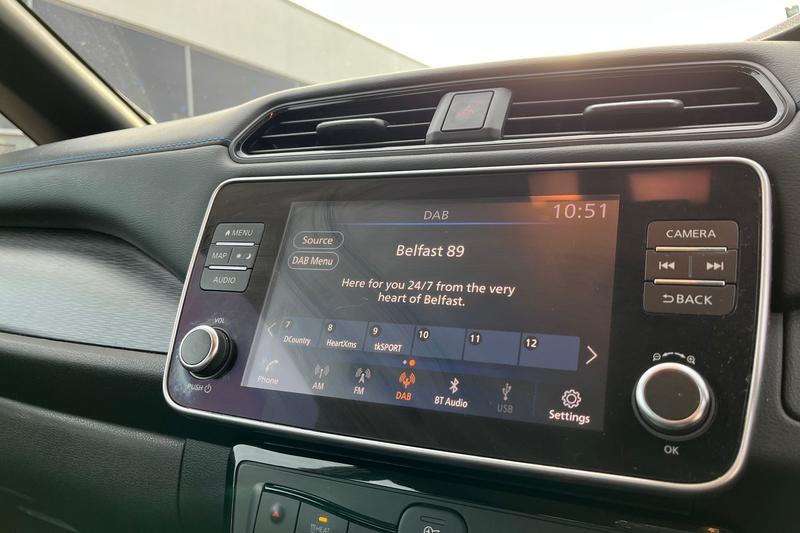 DAB
10:51
Source
Belfast 89
DAB Menu
Here for you 24/7 from the very
heart of Belfast.
7
DCountry
8
HeartXms
9
tkSPORT
10
11
12
Phone
AM
FM
DAB
BT Audio
USB
Settings
MENU
MAP
AUDIO
VOL
PUSH
CAMERA
BACK
OK
HEAT